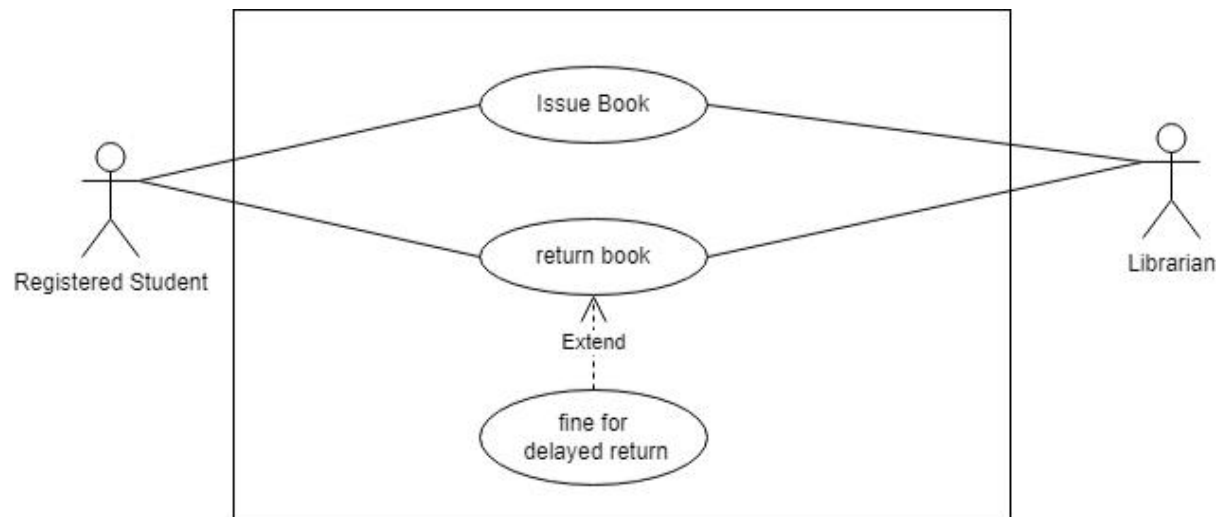 Issue Book
Registered Student
return book
Librarian
Extend
fine for
delayed return